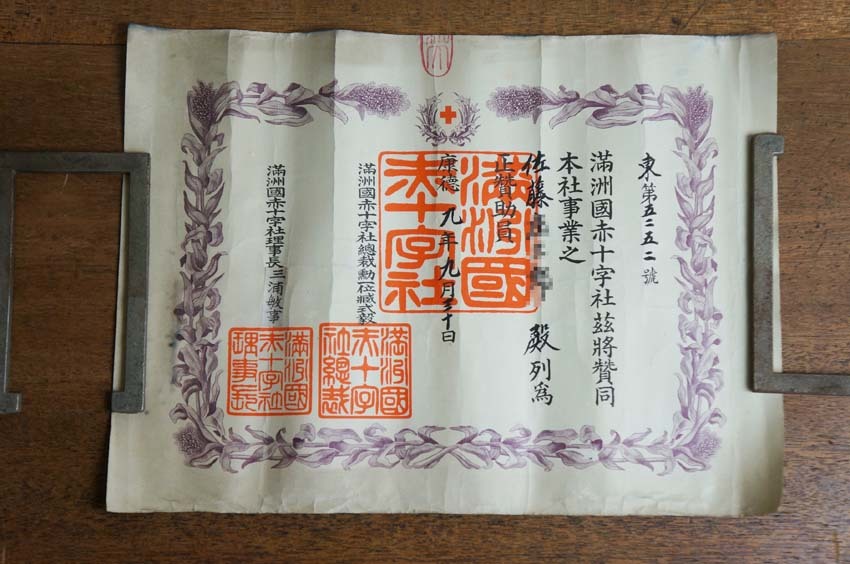 東第五二五二號
滿洲國赤十字社茲將贊同
本社事業之
佐藤 殿列為
正贊助員
康德九年九月三十日
滿洲國赤十字社總裁勳一位臧式毅
滿洲國赤十字社理事長三浦敏事
滿洲國
赤十字社
滿洲國
赤十字
社總裁
滿洲國
赤十字社
理事長